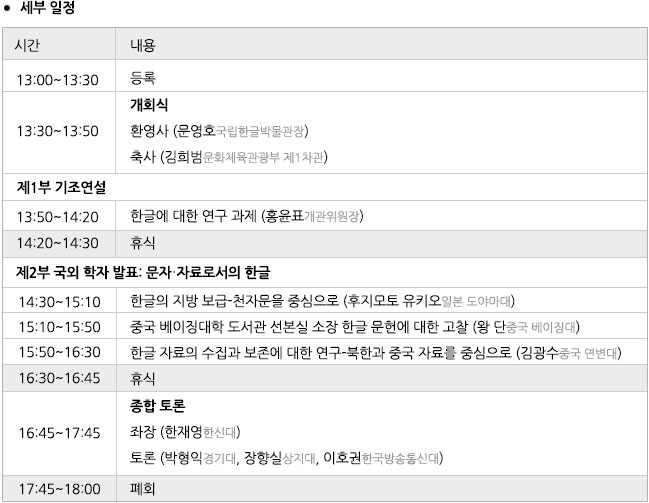 • 세부 일정
시간 내용
13:00~13:30 등록
개회식
13:30~13:50 환영사 (문영호국립한글박물관장)
축사 (김희범문화체육관광부 제1차관)
제1부 기조연설
13:50~14:20 한글에 대한 연구 과제 (홍윤표개관위원장)
14:20~14:30 휴식
제2부 국외 학자 발표: 문자·자료로서의 한글
14:30~15:10 한글의 지방 보급-천자문을 중심으로 (후지모토 유키오일본 도야마대)
15:10~15:50 중국 베이징대학 도서관 선본실 소장 한글 문헌에 대한 고찰 (왕 단중국 베이징대)
15:50~16:30 한글 자료의 수집과 보존에 대한 연구-북한과 중국 자료를 중심으로 (김광수중국 연변대)
16:30~16:45 휴식
종합 토론
16:45~17:45 좌장 (한재영한신대)
토론 (박형익경기대, 장향실상지대, 이호권한국방송통신대)
17:45~18:00 폐회